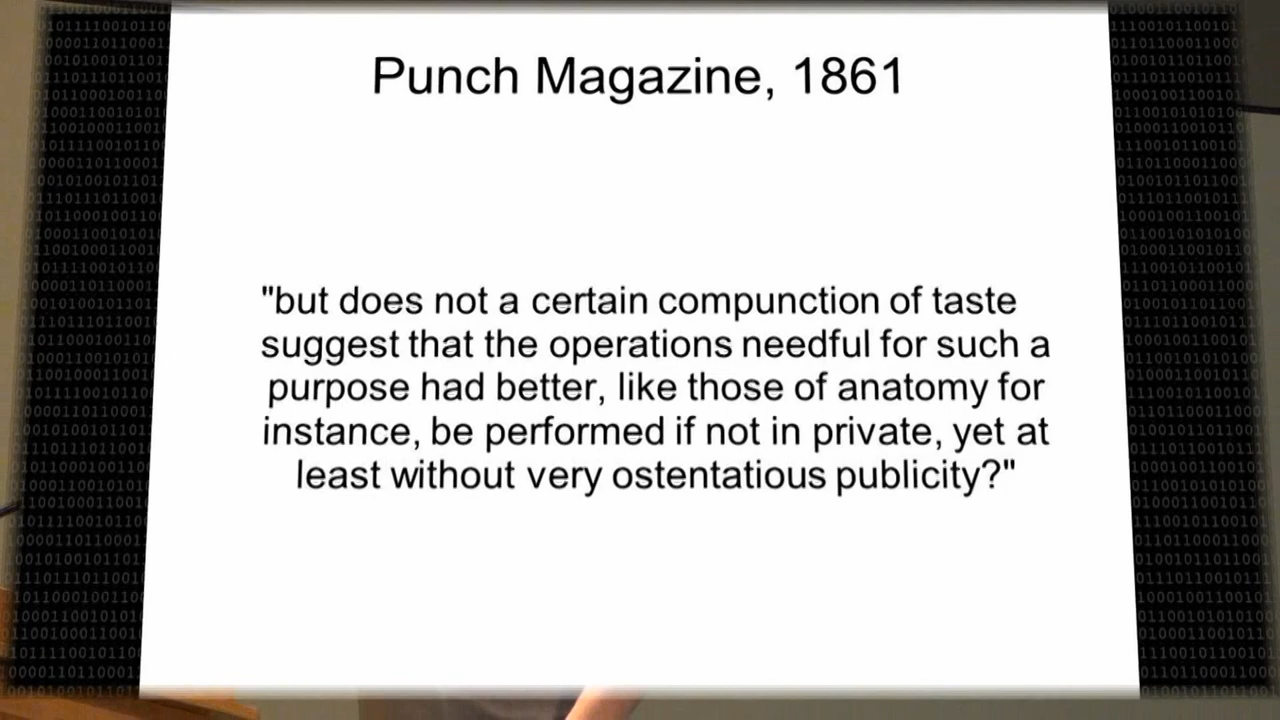 Punch Magazine, 1861
"but does not a certain compunction of taste
suggest that the operations needful for such a
purpose had better, like those of anatomy for
instance, be performed if not in private, yet at
least without very ostentatious publicity?"